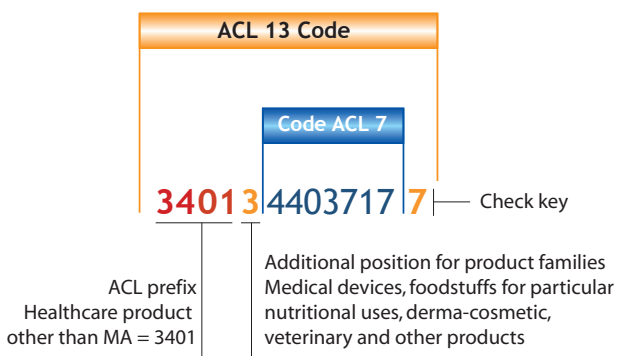 ACL 13 Code
Code ACL 7
3401 3 4403717 7
Check key
ACL prefix
Healthcare product
other than MA = 3401
Additional position for product families
Medical devices, foodstuffs for particular
nutritional uses, derma-cosmetic,
veterinary and other products